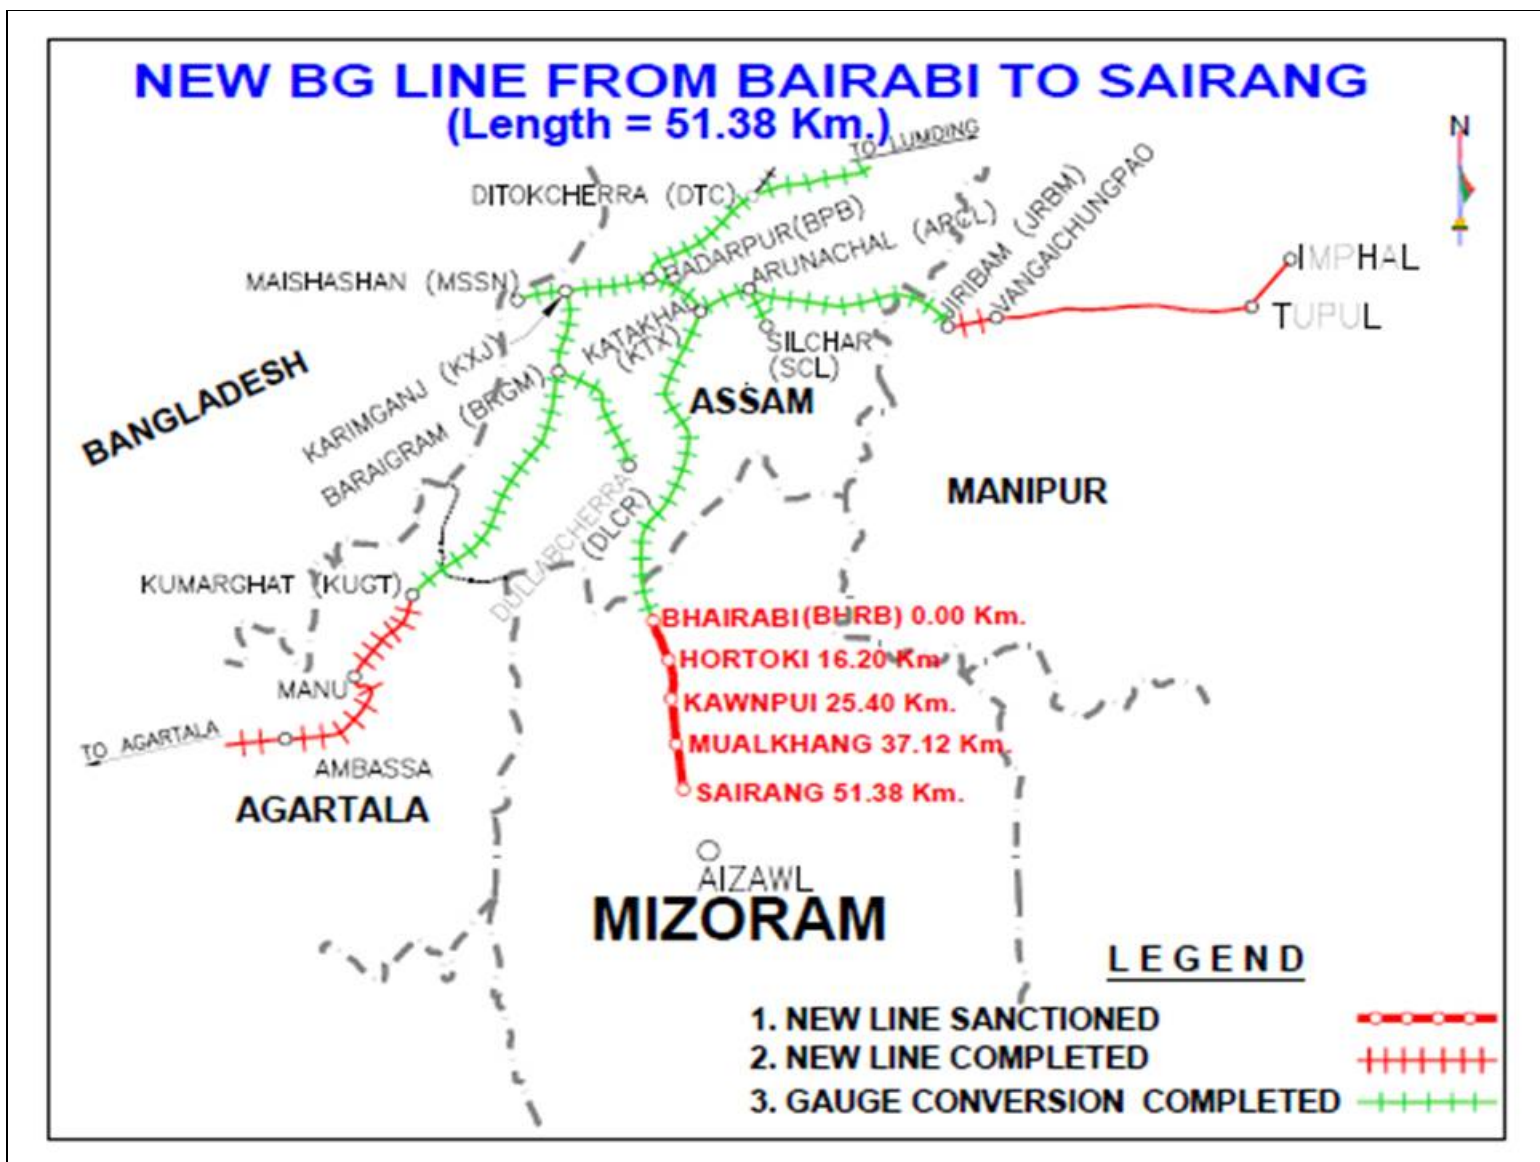 NEW BG LINE FROM BAIRABI TO SAIRANG
(Length = 51.38 Km.)
TO LUMDING
N
DITOKCHERRA (DTC)
BADARPUR(BPB)
ARUNACHAL (ARCL)
JIRIBAM (JRBM)
VANGAICHUNGPAO
IMPHAL
MAISHASHAN (MSSN)
TUPUL
KATAKHAL
(KTX)
SILCHAR
(SCL)
BANGLADESH
KARIMGANJ (KXJ)
BARAIGRAM (BRGM)
ASSAM
MANIPUR
DULLABCHERRA
(DLCR)
KUMARGHAT (KUGT)
BHAIRABI(BHRB) 0.00 Km.
HORTOKI 16.20 Km
KAWNPUI 25.40 Km.
MUALKHANG 37.12 Km.
SAIRANG 51.38 Km.
MANU
TO AGARTALA
AMBASSA
AGARTALA
AIZAWL
MIZORAM
LEGEND
1. NEW LINE SANCTIONED
2. NEW LINE COMPLETED
3. GAUGE CONVERSION COMPLETED